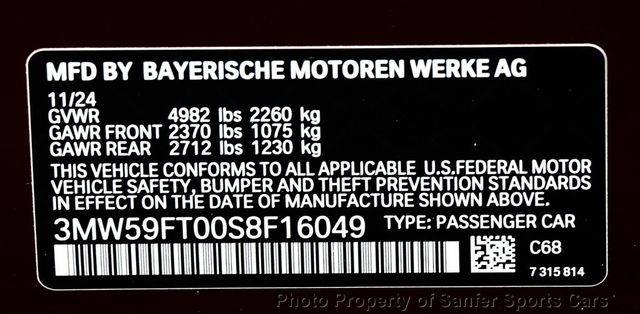 MFD BY BAYERISCHE MOTOREN WERKE AG
11/24
GVWR 4982 lbs 2260 kg
GAWR FRONT 2370 lbs 1075 kg
GAWR REAR 2712 lbs 1230 kg
THIS VEHICLE CONFORMS TO ALL APPLICABLE U.S.FEDERAL MOTOR
VEHICLE SAFETY, BUMPER AND THEFT PREVENTION STANDARDS
IN EFFECT ON THE DATE OF MANUFACTURE SHOWN ABOVE.
3MW59FT00S8F16049 TYPE: PASSENGER CAR
C68
7 315 814
Photo Property of Sanfer Sports Cars